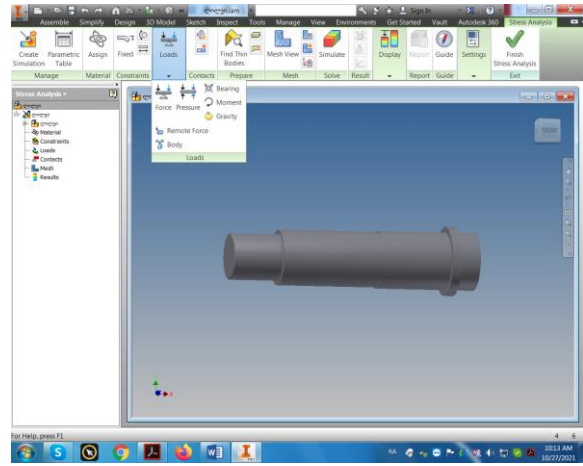 Sign In
Assemble Simplify Design 3D Model Sketch Inspect Tools Manage View Environments Get Started Vault Autodesk 360 Stress Analysis
Create Simulation
Parametric Table
Assign
Fixed
Loads
Find Thin Bodies
Mesh View
Simulate
Display
Report
Guide
Settings
Finish Stress Analysis
Manage Material Constraints Contacts Prepare Mesh Solve Result Report Guide Exit
Force Pressure
Bearing
Moment
Gravity
Remote Force
Body
Loads
Stress Analysis
Material
Constraints
Loads
Contacts
Mesh
Results
FRONT
For Help, press F1
4 6
KA
10:13 AM
10/27/2021